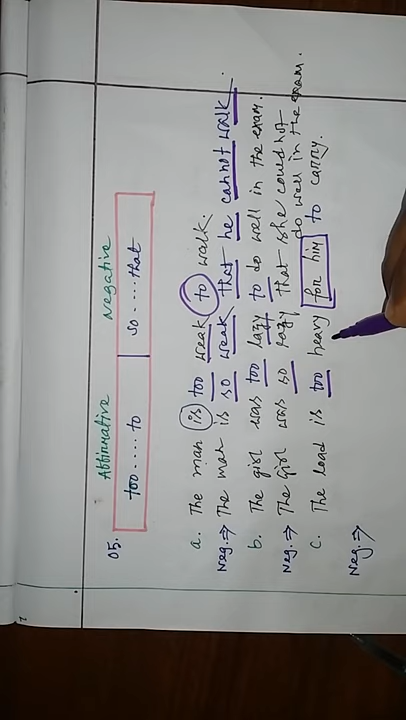 Affirmative Negative
05. too....to so....that
a. The man is too weak to walk.
Neg.⇒ The man is so weak that he cannot walk.
b. The girl was too lazy to do well in the exam.
Neg.⇒ The girl was so lazy that she could not
do well in the exam.
c. The load is too heavy for him to carry.
Neg.⇒